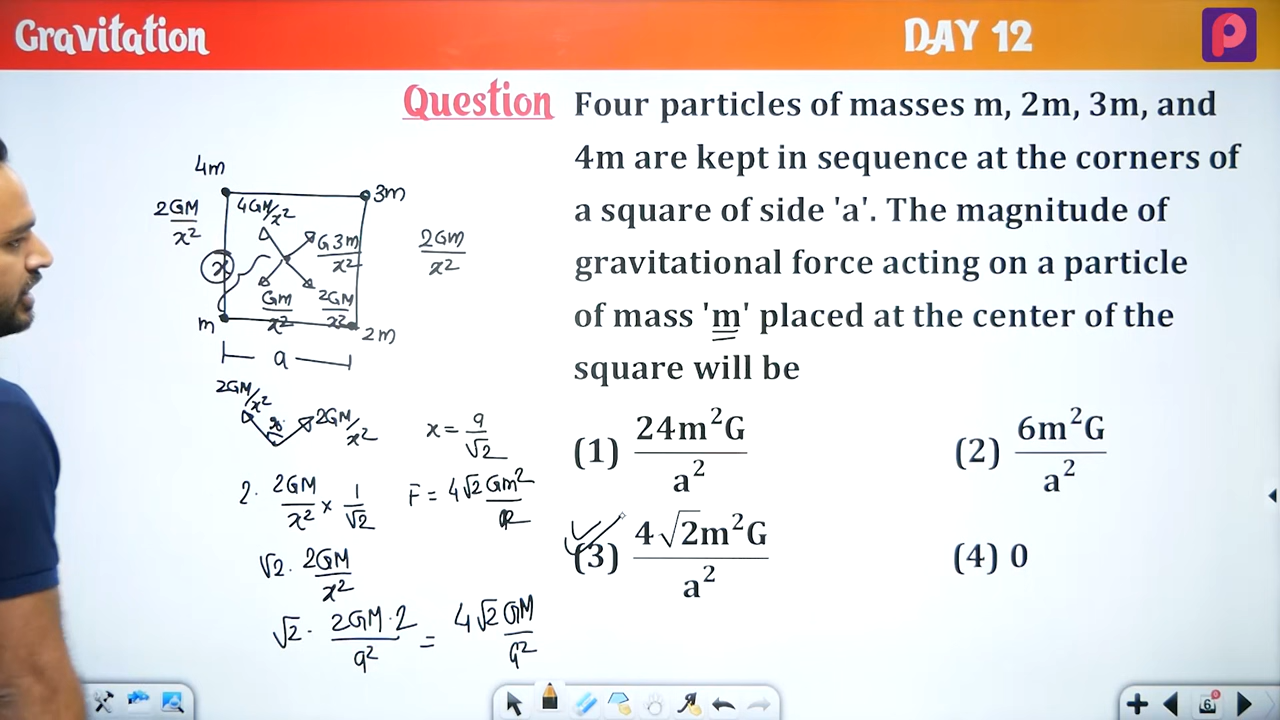 Gravitation
DAY 12
Question
Four particles of masses m, 2m, 3m, and
4m are kept in sequence at the corners of
a square of side 'a'. The magnitude of
gravitational force acting on a particle
of mass 'm' placed at the center of the
square will be
(1) 24m²G/a²
(2) 6m²G/a²
(3) 4√2m²G/a²
(4) 0
4m
3m
2GM/x²
4GM/x²
G3m/x²
2Gm/x²
x
Gm/x²
2GM/x²
m
2m
a
2GM/x²
2GM/x²
x = a/√2
2. 2GM/x² × 1/√2
F = 4√2 Gm²
√2. 2GM/x²
√2 · 2GM·2/a² = 4√2 GM/a²
6